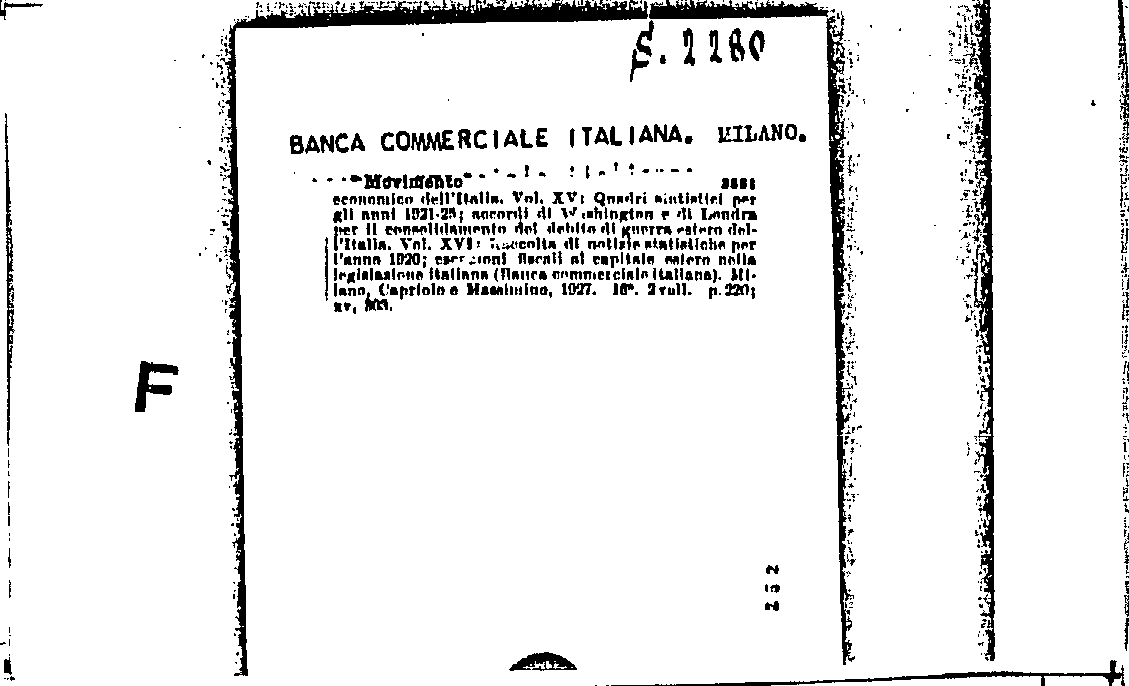 S. 2280
BANCA COMMERCIALE ITALIANA. MILANO.
Movimento
economico dell'Italia. Vol. XV: Quadri statistici per
gli anni 1921-25; accordi di Washington e di Londra
per il consolidamento del debito di guerra estero del-
l'Italia. Vol. XVI: Raccolta di notizie statistiche per
l'anno 1926; esenzioni fiscali al capitale estero nella
legislazione italiana (Banca commerciale italiana). Mi-
lano, Capriolo e Massimino, 1927. 16°. 2 voll. p. 220;
xv, 303.
F
252